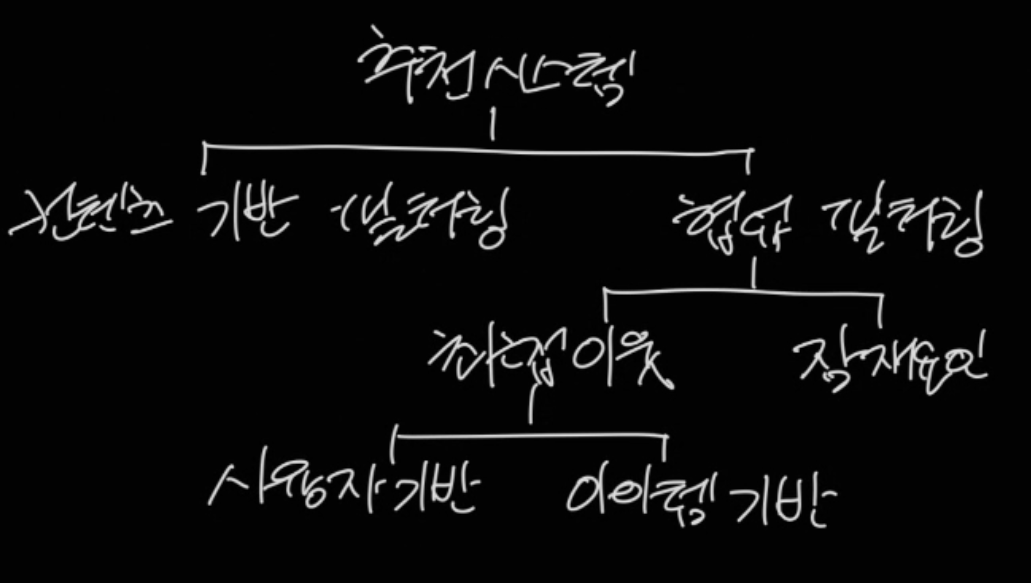 추천시스템
컨텐츠 기반 필터링
협업 필터링
최근접 이웃
잠재요인
사용자 기반
아이템 기반